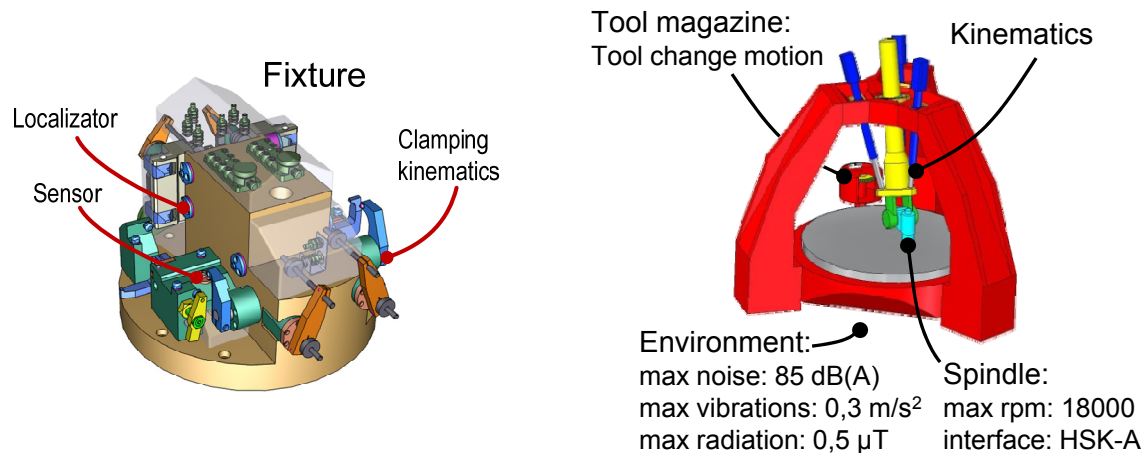 Fixture
Localizator
Sensor
Clamping
kinematics
Tool magazine:
Tool change motion
Kinematics
Environment:
max noise: 85 dB(A)
max vibrations: 0,3 m/s²
max radiation: 0,5 µT
Spindle:
max rpm: 18000
interface: HSK-A